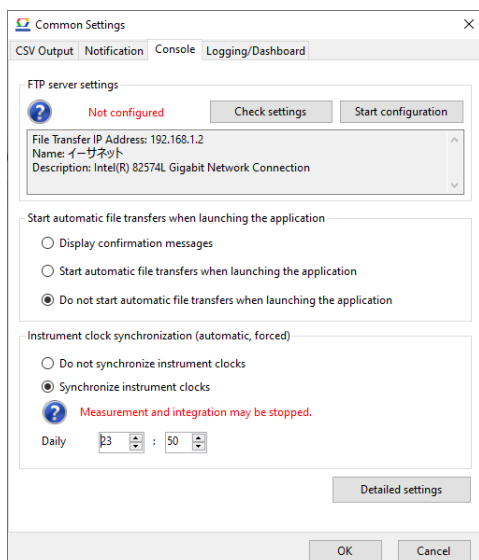 Common Settings
CSV Output Notification Console Logging/Dashboard
FTP server settings
Not configured Check settings Start configuration
File Transfer IP Address: 192.168.1.2
Name: イーサネット
Description: Intel(R) 82574L Gigabit Network Connection
Start automatic file transfers when launching the application
Display confirmation messages
Start automatic file transfers when launching the application
Do not start automatic file transfers when launching the application
Instrument clock synchronization (automatic, forced)
Do not synchronize instrument clocks
Synchronize instrument clocks
Measurement and integration may be stopped.
Daily 23 : 50
Detailed settings
OK Cancel